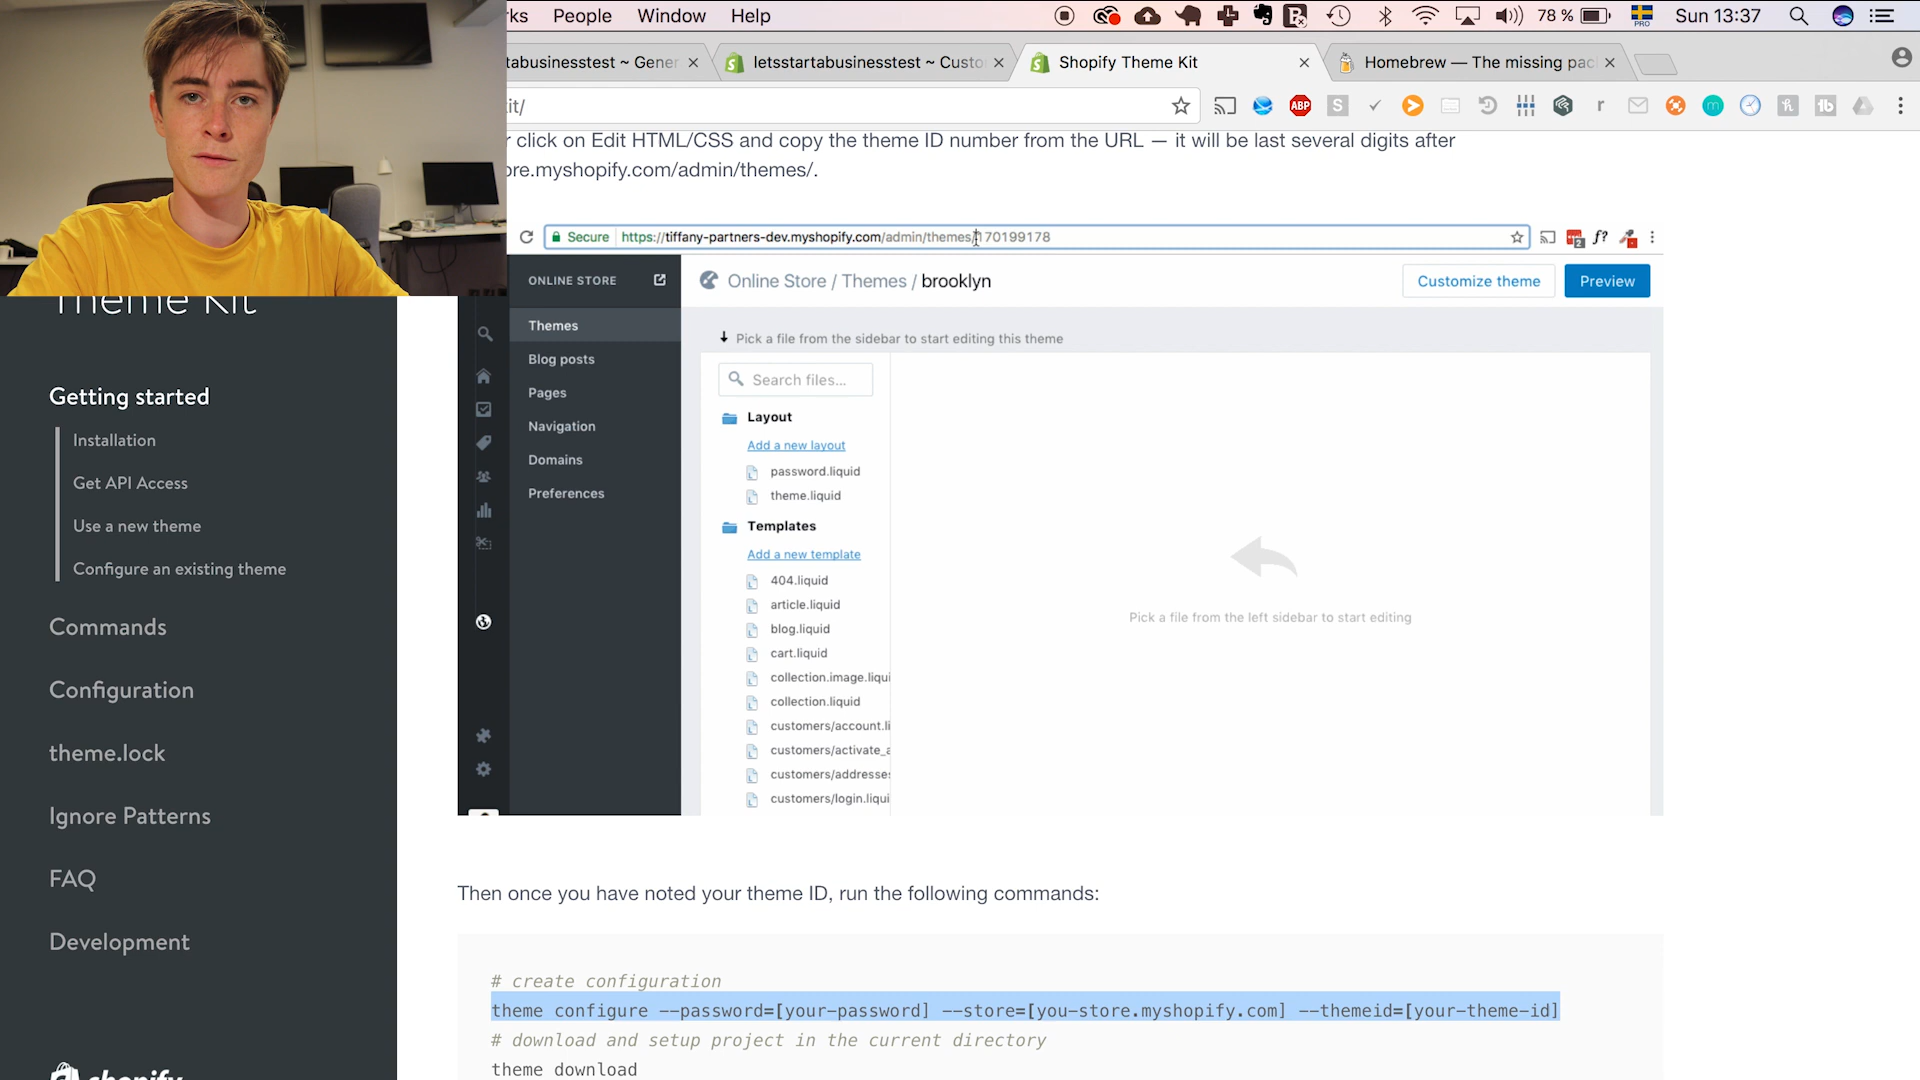 rks People Window Help 78 % PRO Sun 13:37
tabusinesstest ~ Gener
letsstartabusinesstest ~ Custo
Shopify Theme Kit
Homebrew — The missing pac
it/
ABP
click on Edit HTML/CSS and copy the theme ID number from the URL — it will be last several digits after
ore.myshopify.com/admin/themes/.
Secure https://tiffany-partners-dev.myshopify.com/admin/themes/170199178
f?
ONLINE STORE
Online Store / Themes / brooklyn
Customize theme
Preview
Theme Kit
Getting started
Installation
Get API Access
Use a new theme
Configure an existing theme
Commands
Configuration
theme.lock
Ignore Patterns
FAQ
Development
shopify
Themes
Blog posts
Pages
Navigation
Domains
Preferences
Pick a file from the sidebar to start editing this theme
Search files...
Layout
Add a new layout
password.liquid
theme.liquid
Templates
Add a new template
404.liquid
article.liquid
blog.liquid
cart.liquid
collection.image.liqui
collection.liquid
customers/account.li
customers/activate_a
customers/addresses
customers/login.liqui
Pick a file from the left sidebar to start editing
Then once you have noted your theme ID, run the following commands:
# create configuration
theme configure --password=[your-password] --store=[you-store.myshopify.com] --themeid=[your-theme-id]
# download and setup project in the current directory
theme download